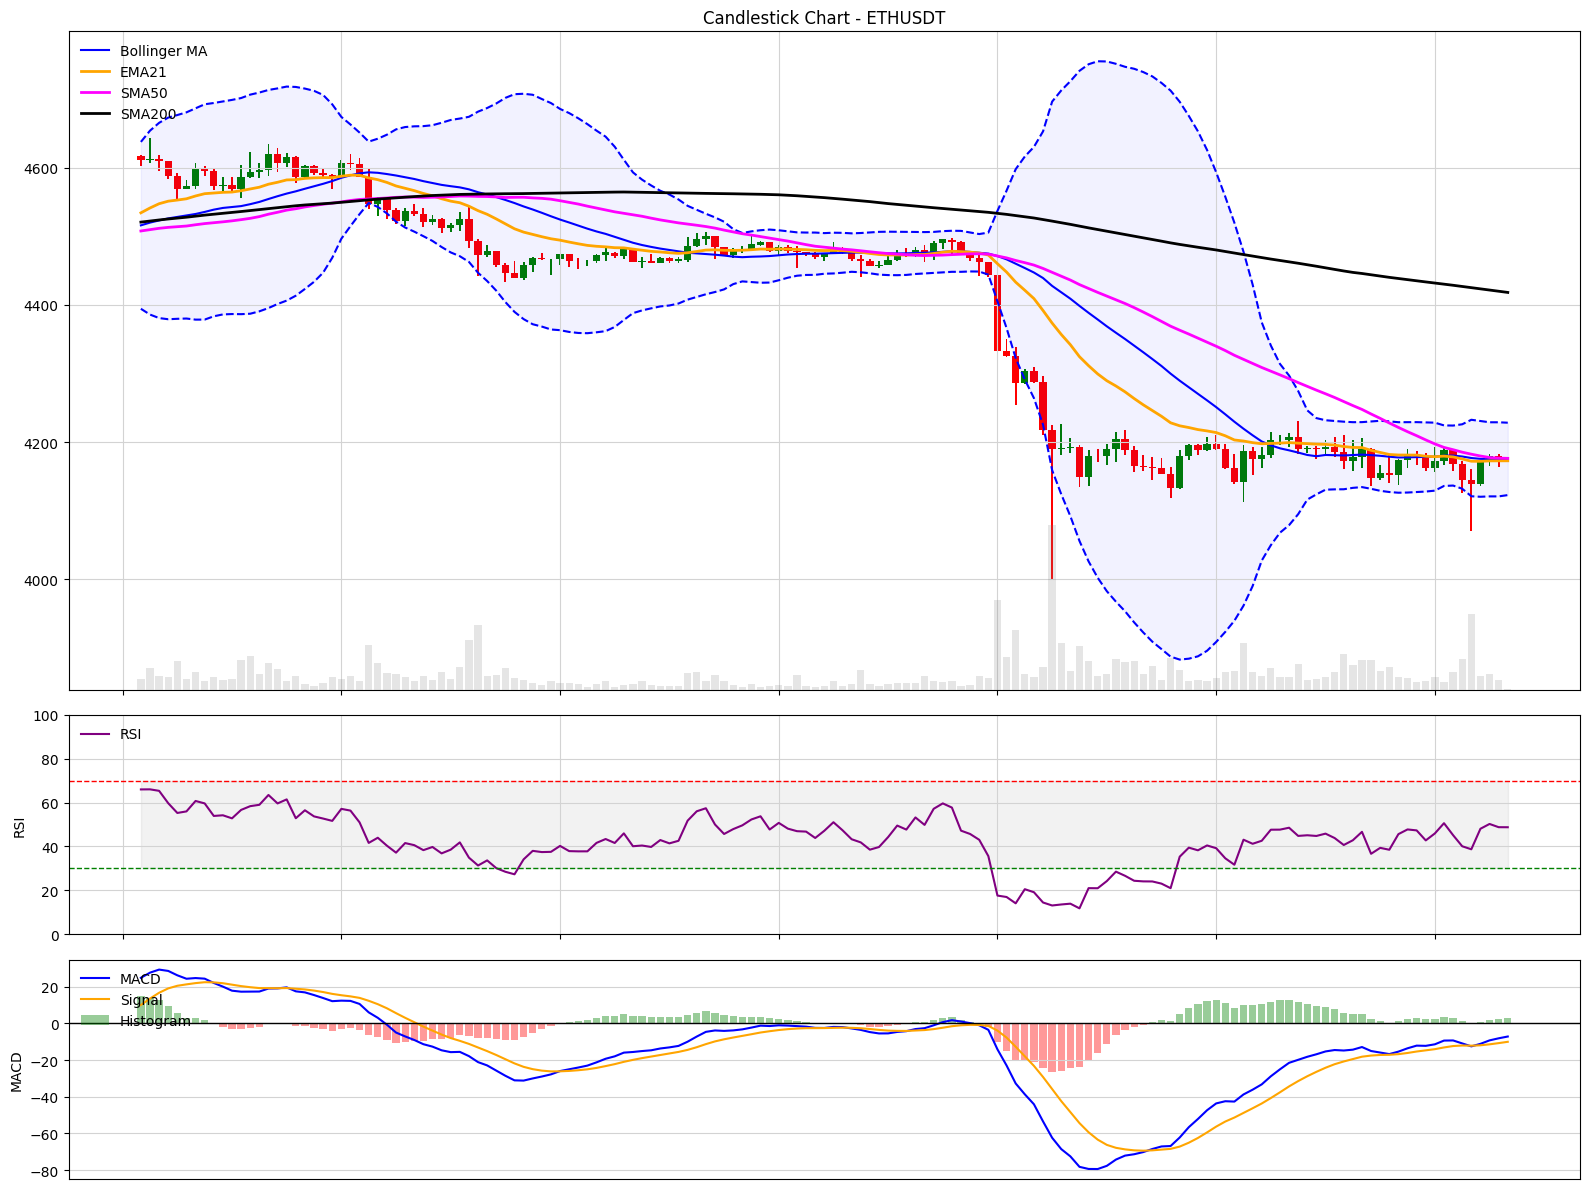 Candlestick Chart - ETHUSDT
Bollinger MA
EMA21
SMA50
SMA200
4600
4400
4200
4000
RSI
100
80
60
40
20
0
RSI
MACD
Signal
Histogram
20
0
−20
−40
−60
−80
MACD